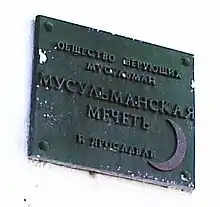 ОБЩЕСТВО ВЕРУЮЩИХ
МУСУЛЬМАН
МУСУЛЬМАНСКАЯ
МЕЧЕТЬ
Г. ЯРОСЛАВЛЬ